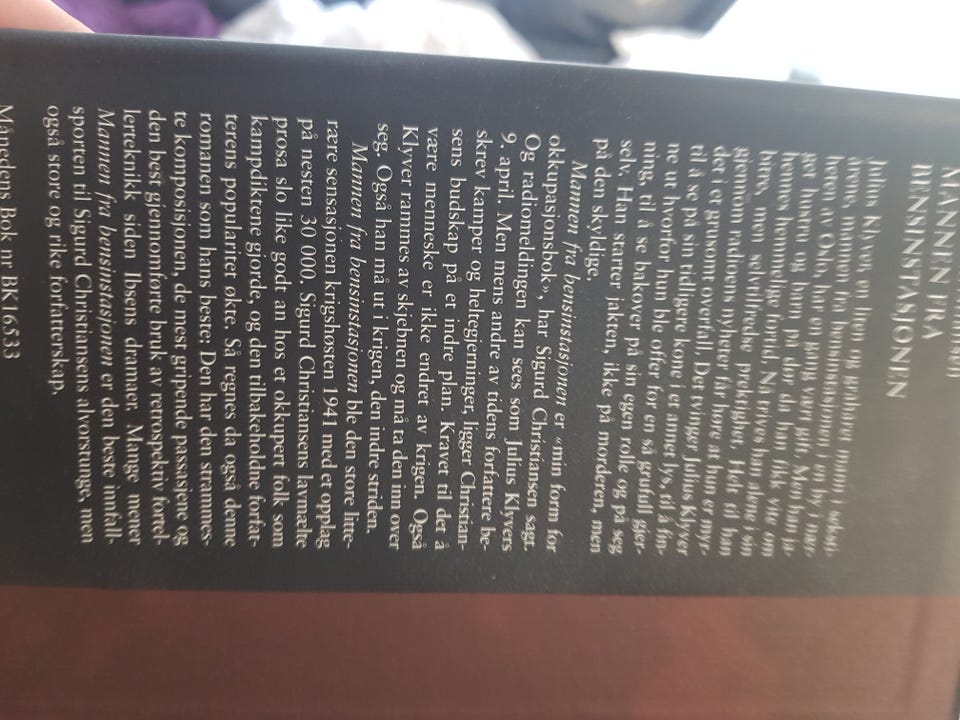 MANNEN FRA
BENSINSTASJONEN
Julius Klyver, en liten og gråhåret mann i seksti-
årene, mannen fra bensinstasjonen i en by i nær-
heten av Oslo, har en gang vært gift. Men han ja-
get hustruen og barn på dør da han fikk vite om
hennes hemmelige fortid. Nå trives han alene i sin
bitre, men selvtilfredse prektighet. Helt til han
gjennom radioens nyheter får høre at hun er myr-
det i et grusomt overfall. Det tvinger Julius Klyver
til å se på sin tidligere kone i et annet lys, til å fin-
ne ut hvorfor hun ble offer for en så grufull gjer-
ning, til å se bakover på sin egen rolle og på seg
selv. Han starter jakten, ikke på morderen, men
på den skyldige.
Mannen fra bensinstasjonen er «min form for
okkupasjonsbok», har Sigurd Christiansen sagt.
Og radiomeldingen kan sees som Julius Klyvers
9. april. Men mens andre av tidens forfattere be-
skrev kamper og heltegjerninger, ligger Christian-
sens budskap på et indre plan. Kravet til det å
være menneske er ikke endret av krigen. Også
Klyver rammes av skjebnen og må ta den inn over
seg. Også han må ut i krigen, den indre striden.
Mannen fra bensinstasjonen ble den store litte-
rære sensasjonen krigshøsten 1941 med et opplag
på nesten 30 000. Sigurd Christiansens lavmælte
prosa slo like godt an hos et okkupert folk som
kampdiktene gjorde, og den tilbakeholdne forfat-
terens popularitet økte. Så regnes da også denne
romanen som hans beste; Den har den strammes-
te komposisjonen, de mest gripende passasjene og
den best gjennomførte bruk av retrospektiv fortel-
lerteknikk siden Ibsens dramaer. Mange mener
Mannen fra bensinstasjonen er den beste innfall-
sporten til Sigurd Christiansens alvorstunge, men
også store og rike forfatterskap.
Månedens Bok nr BK1633